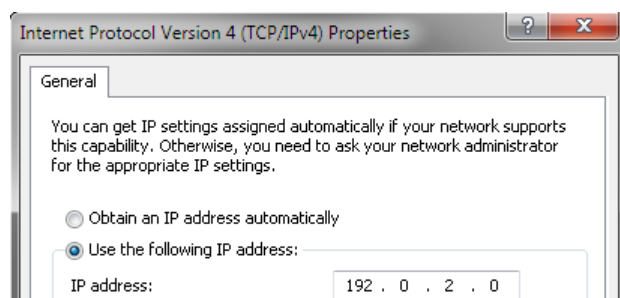 Internet Protocol Version 4 (TCP/IPv4) Properties
General
You can get IP settings assigned automatically if your network supports
this capability. Otherwise, you need to ask your network administrator
for the appropriate IP settings.
Obtain an IP address automatically
Use the following IP address:
IP address: 192 . 0 . 2 . 0